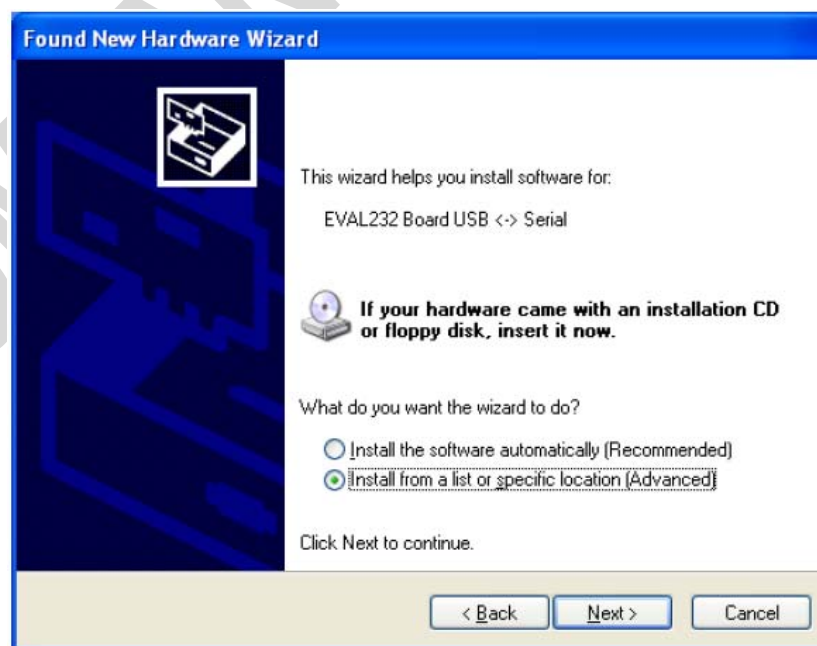 Found New Hardware Wizard
This wizard helps you install software for:
EVAL232 Board USB <-> Serial
If your hardware came with an installation CD
or floppy disk, insert it now.
What do you want the wizard to do?
Install the software automatically (Recommended)
Install from a list or specific location (Advanced)
Click Next to continue.
< Back Next > Cancel